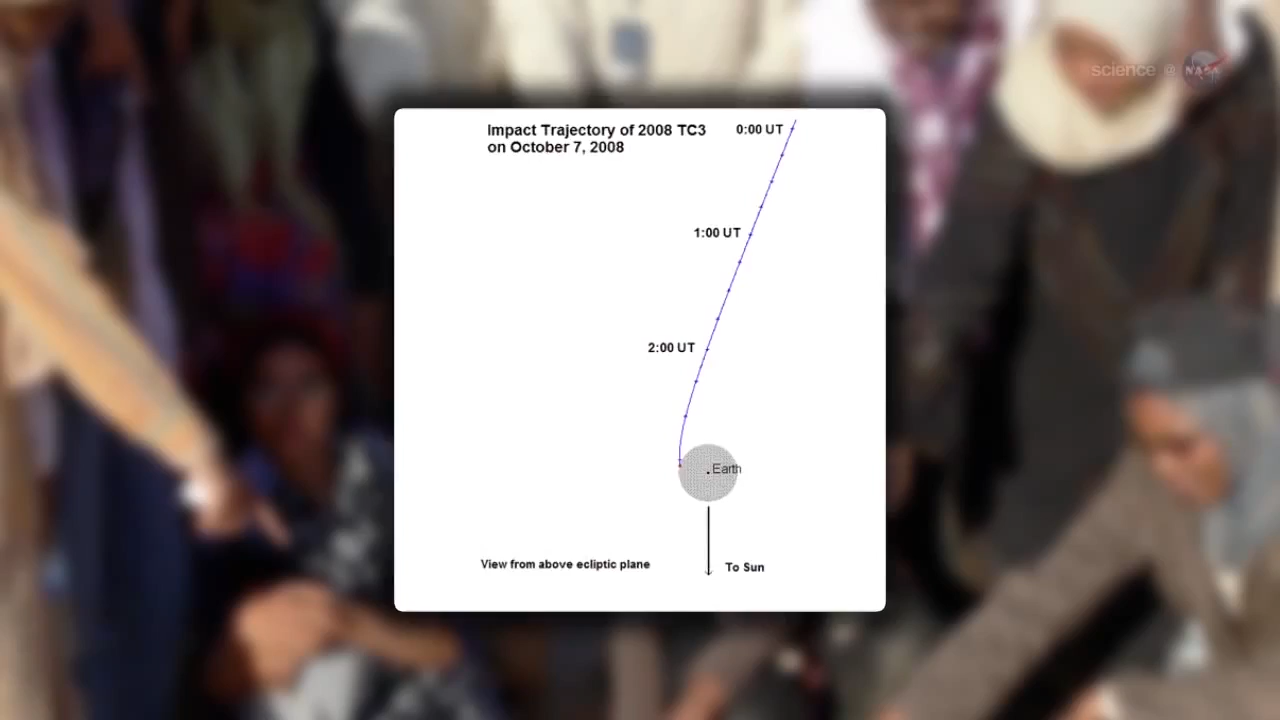 science @ NASA
Impact Trajectory of 2008 TC3
on October 7, 2008
0:00 UT
1:00 UT
2:00 UT
Earth
View from above ecliptic plane
To Sun